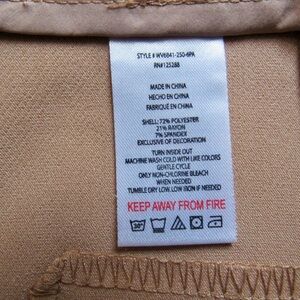 STYLE # WV6841-250-6PA
RN#125288
MADE IN CHINA
HECHO EN CHINA
FABRIQUÉ EN CHINA
SHELL: 72% POLYESTER
21% RAYON
7% SPANDEX
EXCLUSIVE OF DECORATION
TURN INSIDE OUT
MACHINE WASH COLD WITH LIKE COLORS
GENTLE CYCLE
ONLY NON-CHLORINE BLEACH
WHEN NEEDED
TUMBLE DRY LOW, LOW IRON IF NEEDED
KEEP AWAY FROM FIRE
30°